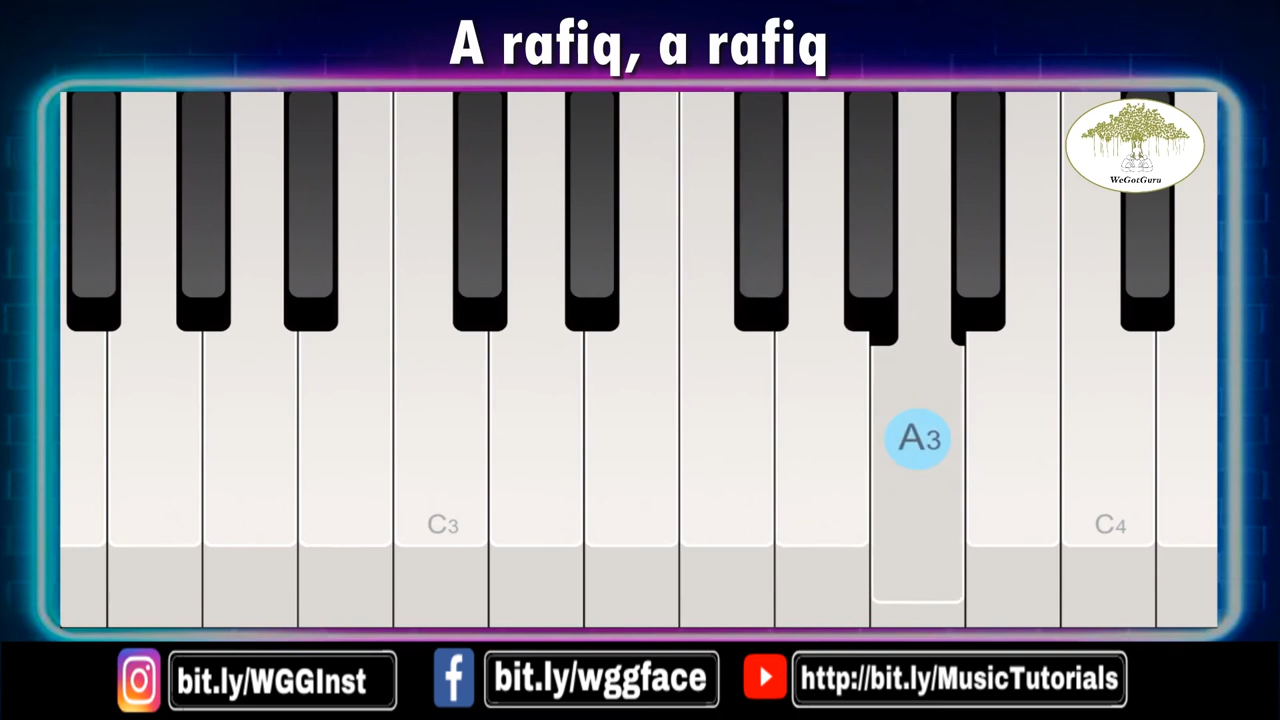 A rafiq, a rafiq
WeGotGuru
A3
C3
C4
bit.ly/WGGInst
bit.ly/wggface
http://bit.ly/MusicTutorials